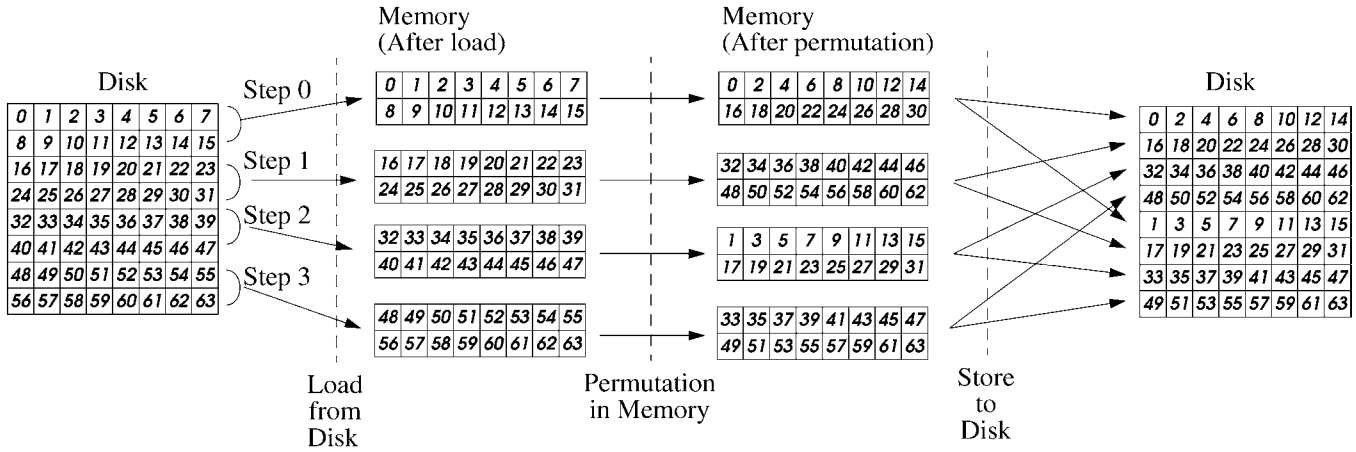 Memory
(After load)
Memory
(After permutation)
Disk
0 1 2 3 4 5 6 7
8 9 10 11 12 13 14 15
16 17 18 19 20 21 22 23
24 25 26 27 28 29 30 31
32 33 34 35 36 37 38 39
40 41 42 43 44 45 46 47
48 49 50 51 52 53 54 55
56 57 58 59 60 61 62 63
Step 0
Step 1
Step 2
Step 3
0 1 2 3 4 5 6 7
8 9 10 11 12 13 14 15
16 17 18 19 20 21 22 23
24 25 26 27 28 29 30 31
32 33 34 35 36 37 38 39
40 41 42 43 44 45 46 47
48 49 50 51 52 53 54 55
56 57 58 59 60 61 62 63
0 2 4 6 8 10 12 14
16 18 20 22 24 26 28 30
32 34 36 38 40 42 44 46
48 50 52 54 56 58 60 62
1 3 5 7 9 11 13 15
17 19 21 23 25 27 29 31
33 35 37 39 41 43 45 47
49 51 53 55 57 59 61 63
Disk
0 2 4 6 8 10 12 14
16 18 20 22 24 26 28 30
32 34 36 38 40 42 44 46
48 50 52 54 56 58 60 62
1 3 5 7 9 11 13 15
17 19 21 23 25 27 29 31
33 35 37 39 41 43 45 47
49 51 53 55 57 59 61 63
Load
from
Disk
Permutation
in Memory
Store
to
Disk